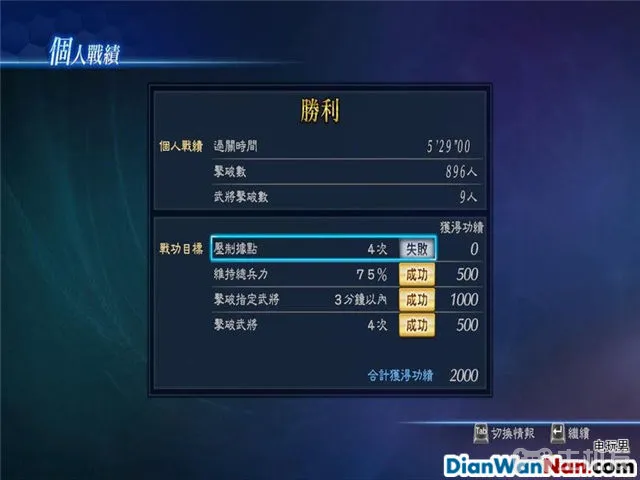 個人戰績
勝利
個人戰績 過關時間 5'29"00
擊破數 896人
武將擊破數 9人
獲得功績
戰功目標 壓制據點 4次 失敗 0
維持總兵力 75% 成功 500
擊破指定武將 3分鐘以內 成功 1000
擊破武將 4次 成功 500
合計獲得功績 2000
Tab 切換情報 繼續
电玩男
DianWanNan.com